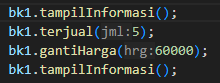 bk1.tampilInformasi();
bk1.terjual(jml:5);
bk1.gantiHarga(hrg:60000);
bk1.tampilInformasi();